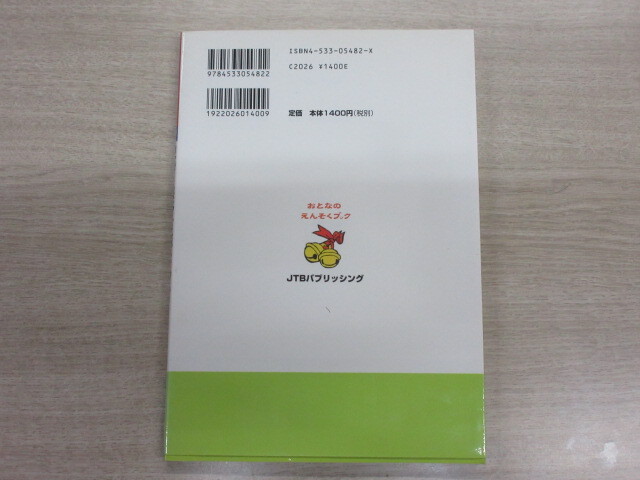 ISBN4-533-05482-X
9784533054822
C2026 ¥1400E
1922026014009
定価 本体1400円(税別)
おとなの
えんそくブック
JTBパブリッシング